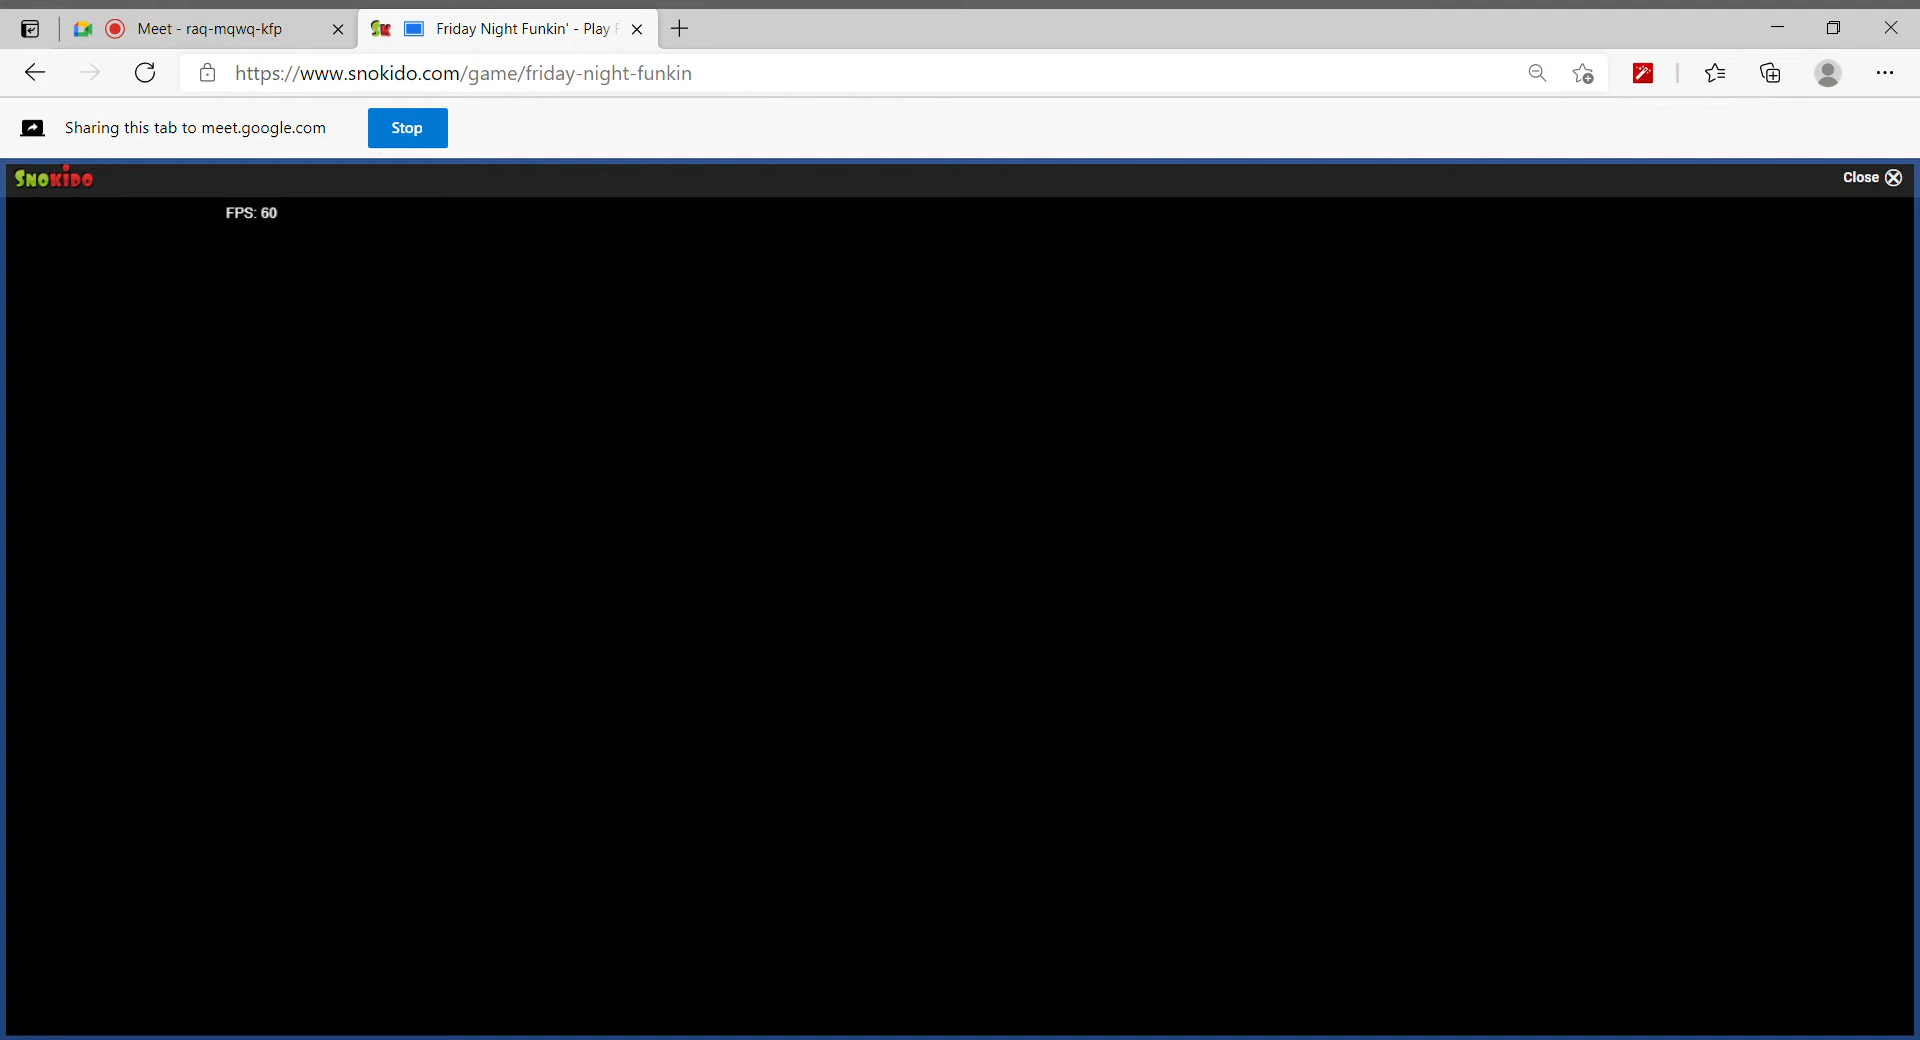 Meet - raq-mqwq-kfp
Friday Night Funkin' - Play
https://www.snokido.com/game/friday-night-funkin
Sharing this tab to meet.google.com
Stop
SNOKIDO
Close
FPS: 60